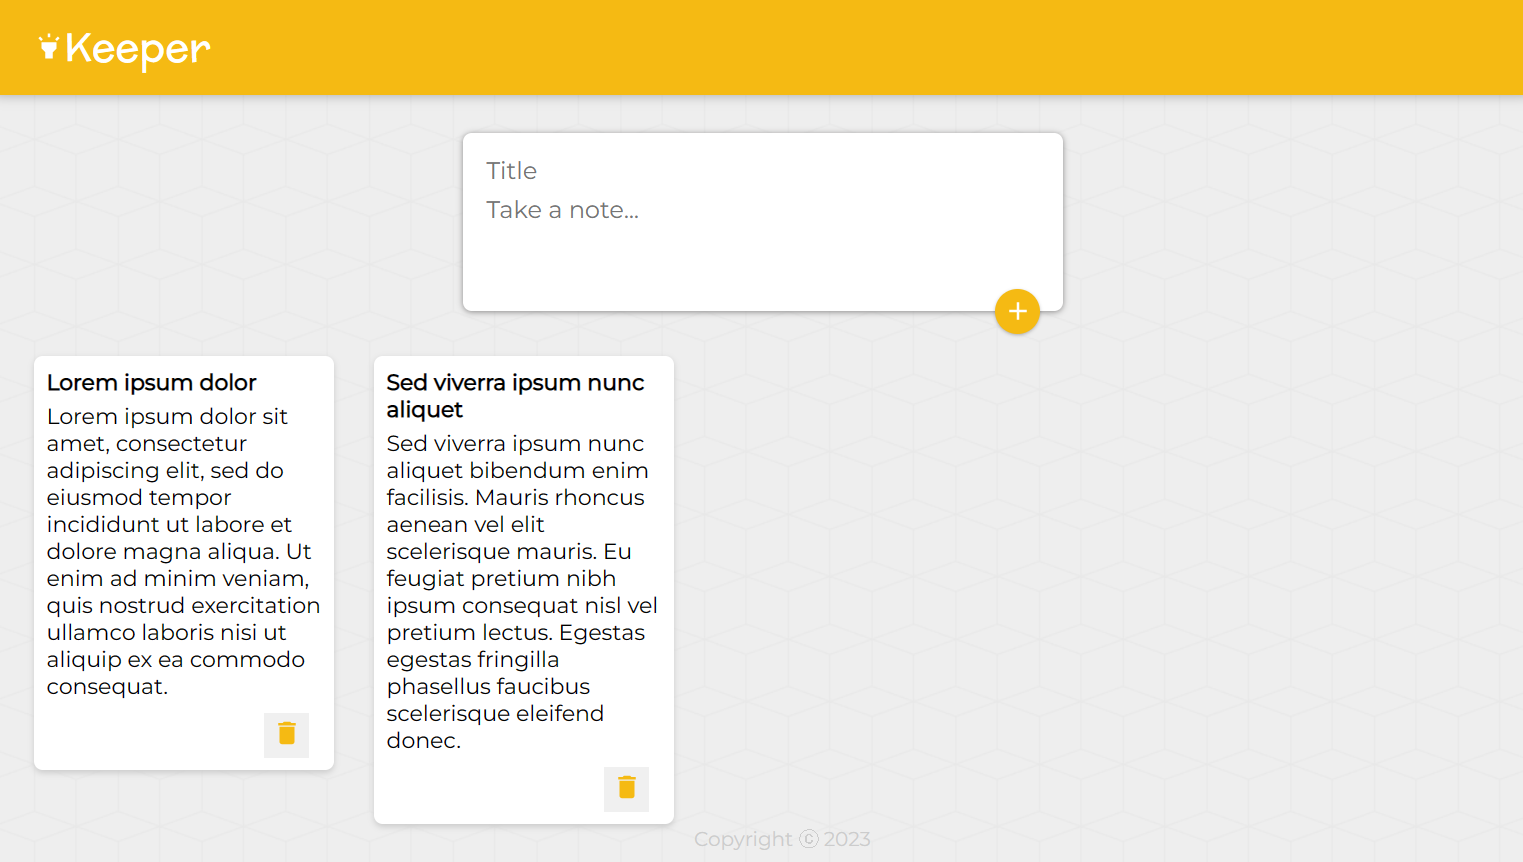 Keeper
Title
Take a note...
Lorem ipsum dolor
Lorem ipsum dolor sit
amet, consectetur
adipiscing elit, sed do
eiusmod tempor
incididunt ut labore et
dolore magna aliqua. Ut
enim ad minim veniam,
quis nostrud exercitation
ullamco laboris nisi ut
aliquip ex ea commodo
consequat.
Sed viverra ipsum nunc
aliquet
Sed viverra ipsum nunc
aliquet bibendum enim
facilisis. Mauris rhoncus
aenean vel elit
scelerisque mauris. Eu
feugiat pretium nibh
ipsum consequat nisl vel
pretium lectus. Egestas
egestas fringilla
phasellus faucibus
scelerisque eleifend
donec.
Copyright ⓒ 2023